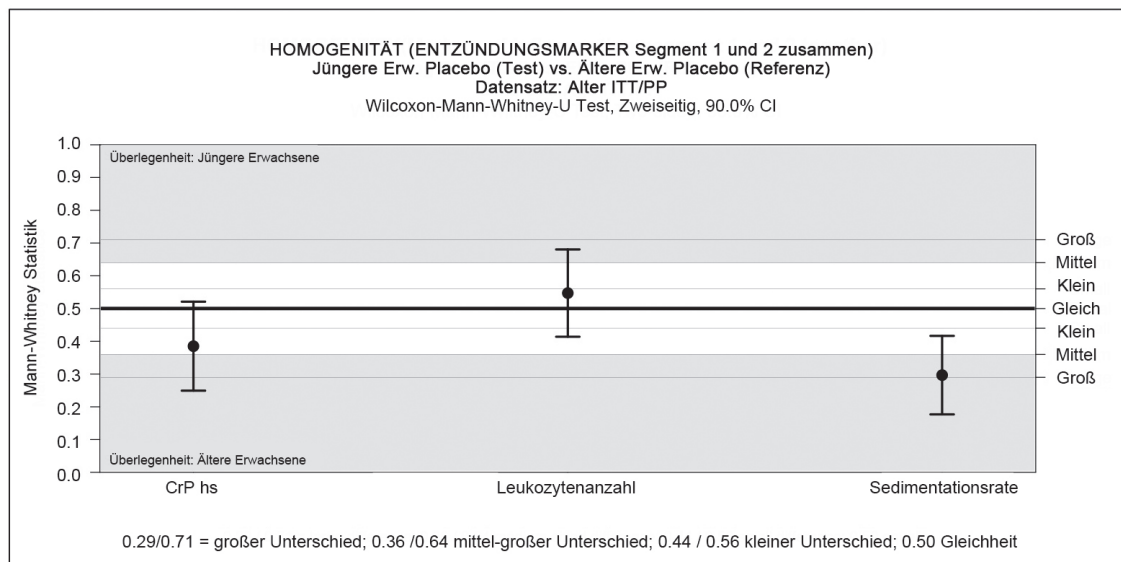 HOMOGENITÄT (ENTZÜNDUNGSMARKER Segment 1 und 2 zusammen)
Jüngere Erw. Placebo (Test) vs. Ältere Erw. Placebo (Referenz)
Datensatz: Alter ITT/PP
Wilcoxon-Mann-Whitney-U Test, Zweiseitig, 90.0% CI
Mann-Whitney Statistik
1.0
0.9
0.8
0.7
0.6
0.5
0.4
0.3
0.2
0.1
0.0
Überlegenheit: Jüngere Erwachsene
Überlegenheit: Ältere Erwachsene
Groß
Mittel
Klein
Gleich
Klein
Mittel
Groß
CrP hs
Leukozytenanzahl
Sedimentationsrate
0.29/0.71 = großer Unterschied; 0.36 /0.64 mittel-großer Unterschied; 0.44 / 0.56 kleiner Unterschied; 0.50 Gleichheit